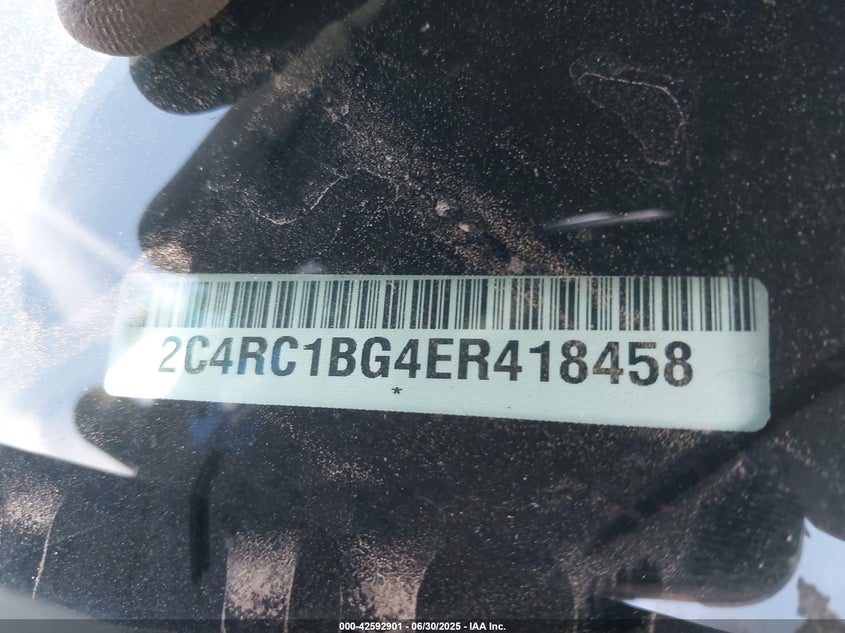 2C4RC1BG4ER418458
*
000-42592901 - 06/30/2025 - IAA Inc.